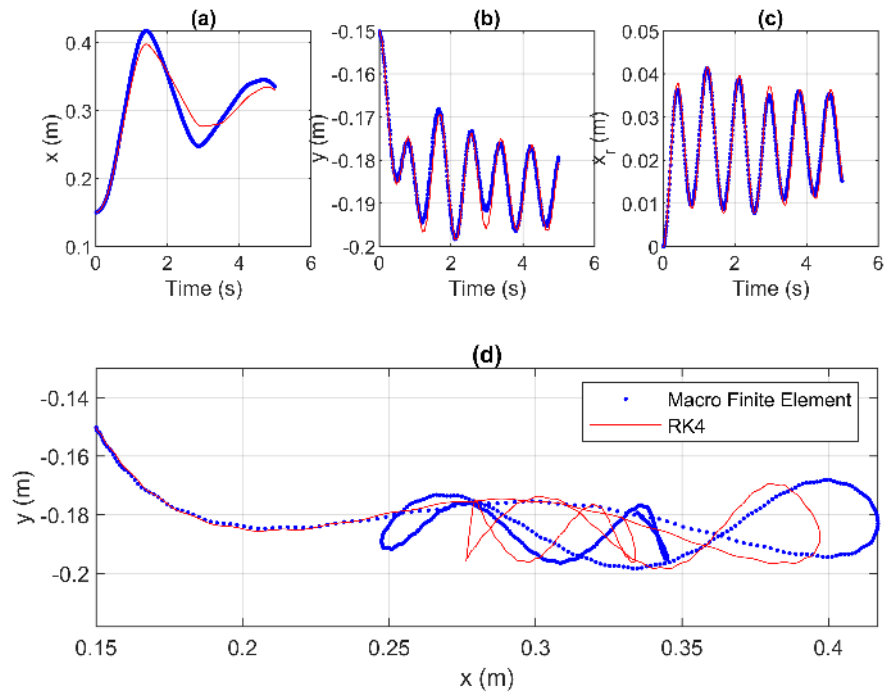 (a)
x (m)
0.4
0.3
0.2
0.1
0
2
4
6
Time (s)
(b)
y (m)
-0.15
-0.16
-0.17
-0.18
-0.19
-0.2
0
2
4
6
Time (s)
(c)
x_r (m)
0.05
0.04
0.03
0.02
0.01
0
0
2
4
6
Time (s)
(d)
y (m)
-0.14
-0.16
-0.18
-0.2
Macro Finite Element
RK4
0.15
0.2
0.25
0.3
0.35
0.4
x (m)